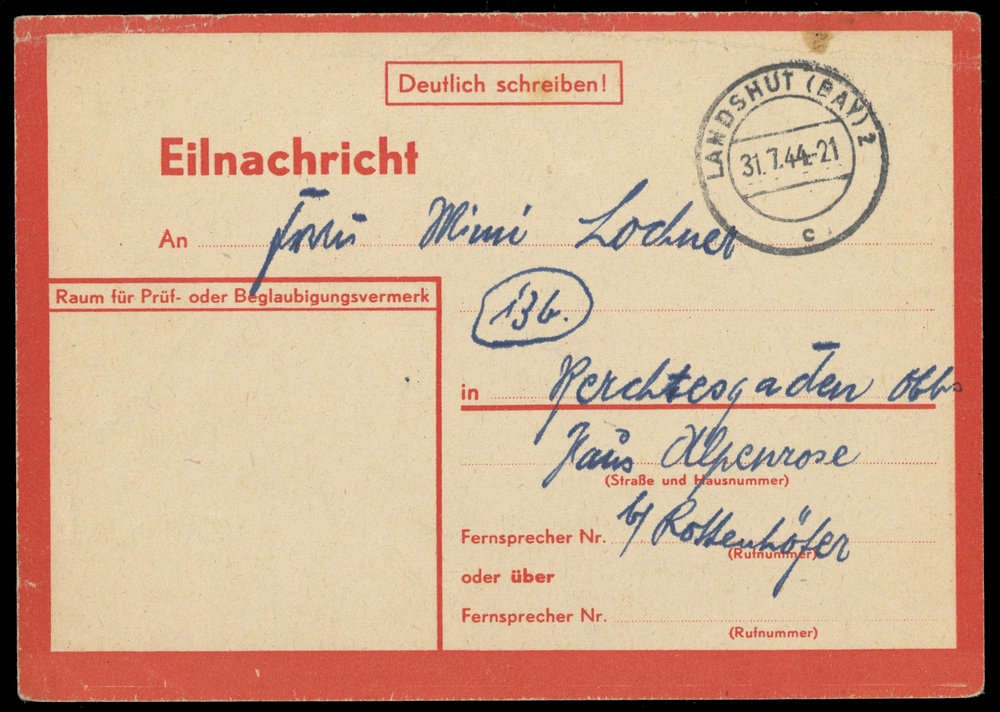 Deutlich schreiben!
LANDSHUT (BAY) 2
31.7.44.-21
c
Eilnachricht
An Frau Mimi Lochner
Raum für Prüf- oder Beglaubigungsvermerk
13b.
in Berchtesgaden Obb.
Haus Alpenrose
(Straße und Hausnummer)
b/ Rottenhöfer
Fernsprecher Nr.
(Rufnummer)
oder über
Fernsprecher Nr.
(Rufnummer)